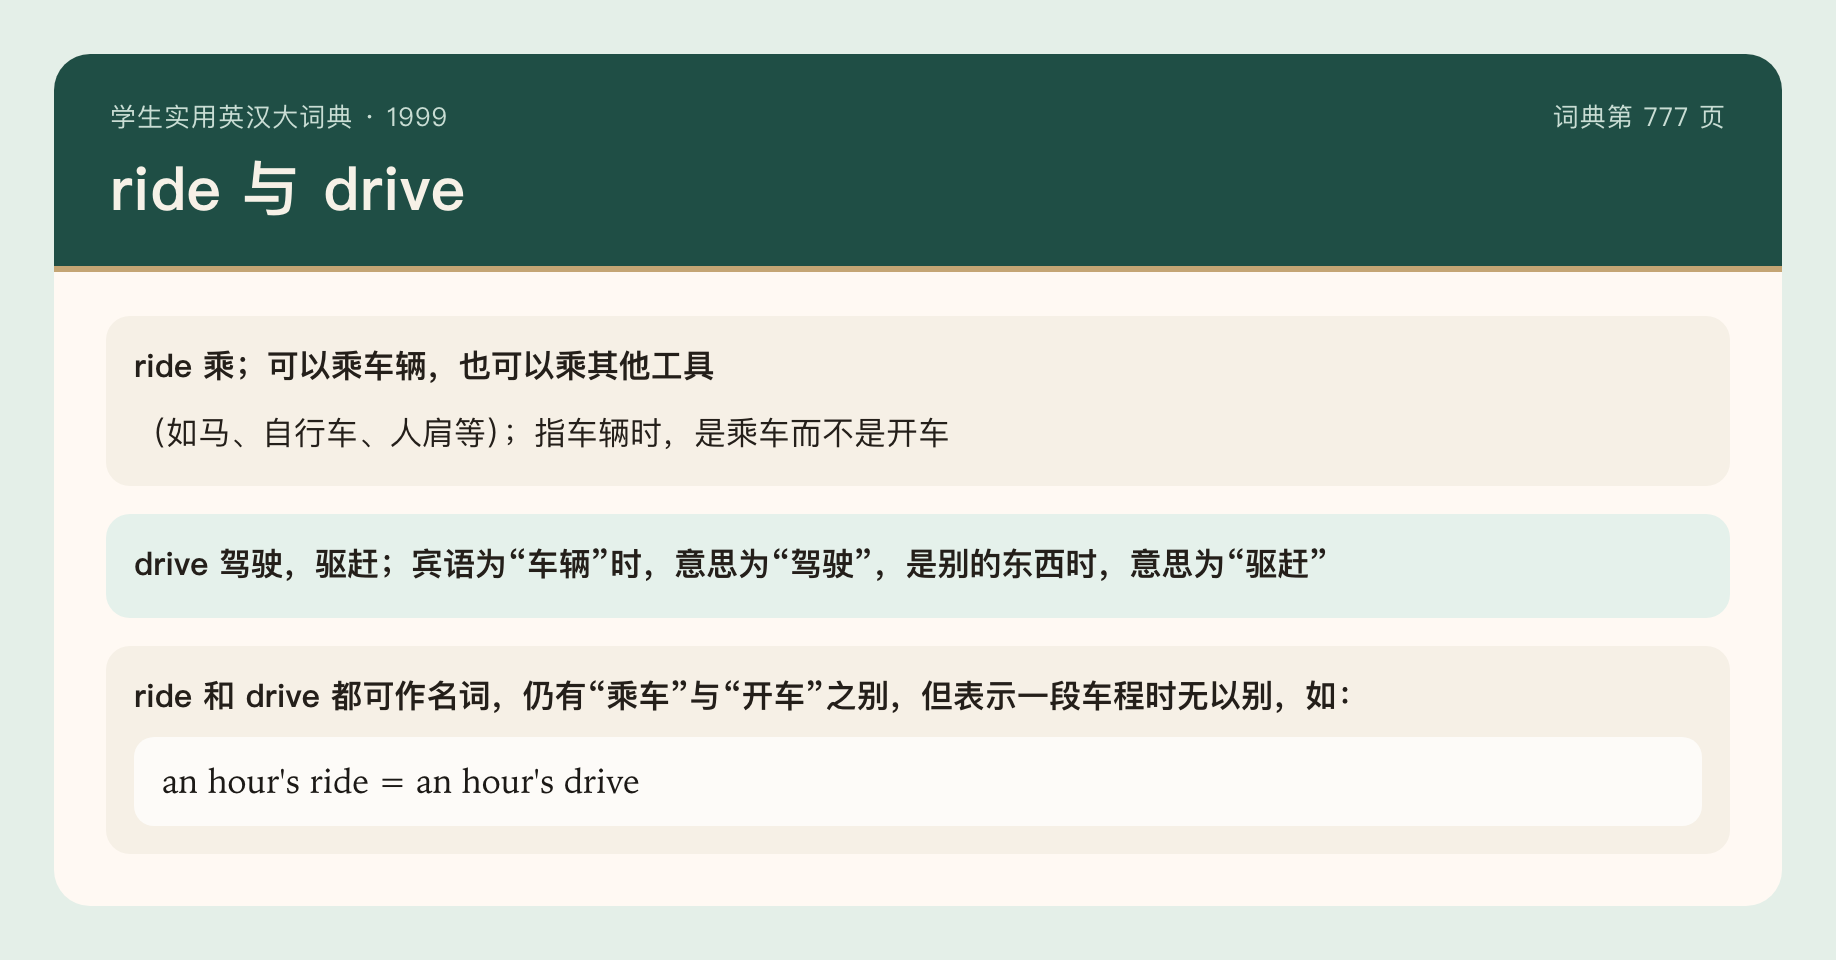 学生实用英汉大词典 · 1999
词典第 777 页
ride 与 drive
ride 乘；可以乘车辆，也可以乘其他工具
（如马、自行车、人肩等）；指车辆时，是乘车而不是开车
drive 驾驶，驱赶；宾语为“车辆”时，意思为“驾驶”，是别的东西时，意思为“驱赶”
ride 和 drive 都可作名词，仍有“乘车”与“开车”之别，但表示一段车程时无以别，如：
an hour's ride = an hour's drive